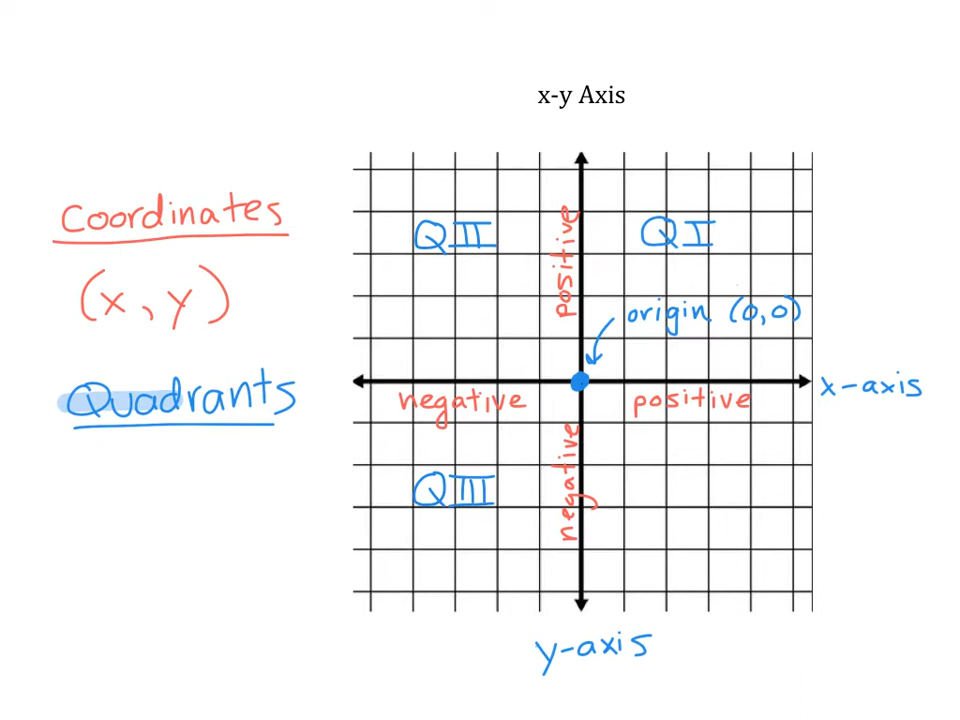 x-y Axis
Coordinates
(x, y)
Quadrants
QII
QI
positive
origin (0,0)
x-axis
negative
positive
negative
QIII
y-axis